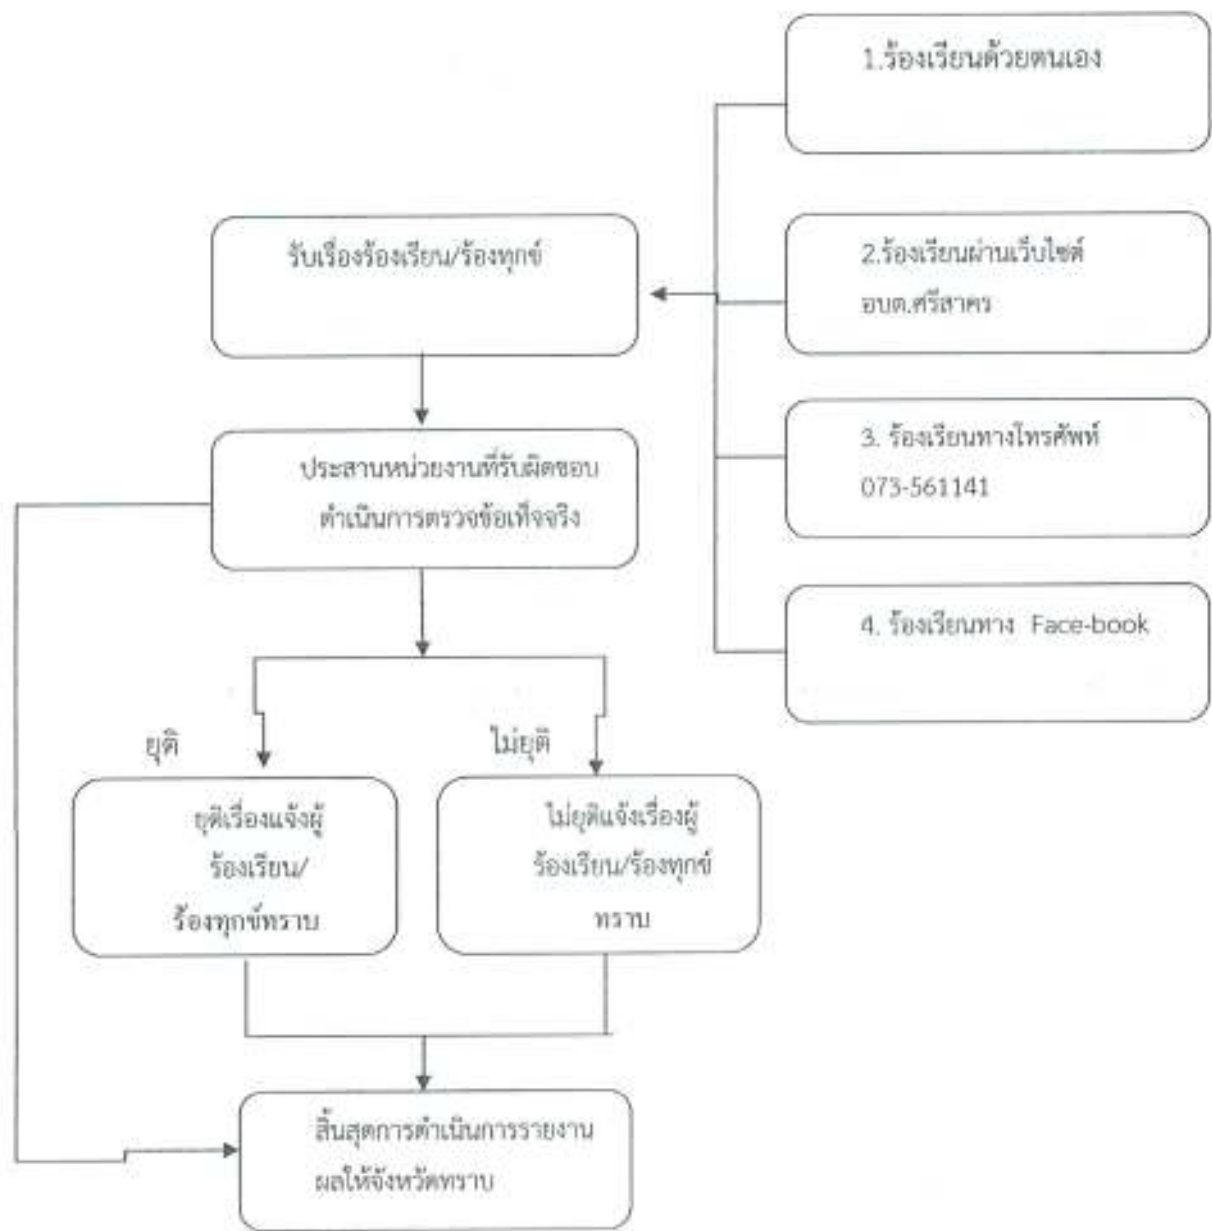 1.ร้องเรียนด้วยตนเอง
รับเรื่องร้องเรียน/ร้องทุกข์
2.ร้องเรียนผ่านเว็บไซต์
อบต.ศรีสาคร
ประสานหน่วยงานที่รับผิดชอบ
ดำเนินการตรวจข้อเท็จจริง
3. ร้องเรียนทางโทรศัพท์
073-561141
4. ร้องเรียนทาง Face-book
ยุติ
ไม่ยุติ
ยุติเรื่องแจ้งผู้
ร้องเรียน/
ร้องทุกข์ทราบ
ไม่ยุติแจ้งเรื่องผู้
ร้องเรียน/ร้องทุกข์
ทราบ
สิ้นสุดการดำเนินการรายงาน
ผลให้จังหวัดทราบ